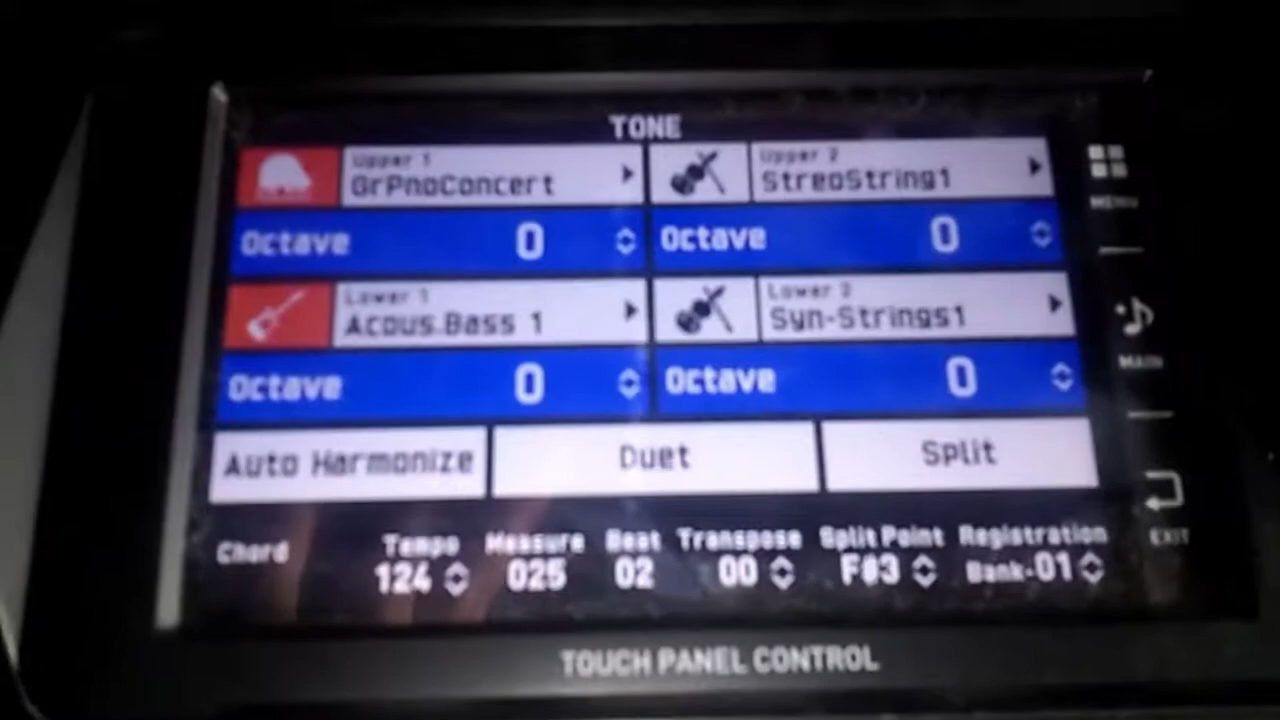 TONE
Upper 1
GrPnoConcert
Upper 2
StreoString1
Octave 0
Octave 0
Lower 1
Acous.Bass 1
Lower 2
Syn-Strings1
Octave 0
Octave 0
Auto Harmonize
Duet
Split
Chord
Tempo
124
Measure
025
Beat
02
Transpose
00
Split Point
F#3
Registration
Bank-01
MENU
MAIN
EXIT
TOUCH PANEL CONTROL